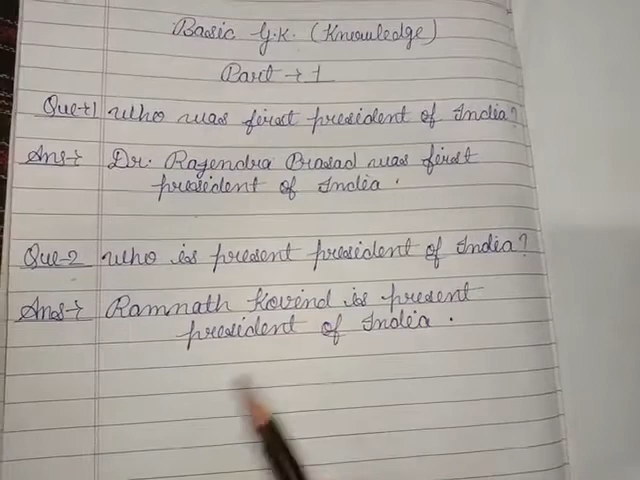 Basic G.K. (Knowledge)
Part → 1
Que→1 Who was first president of India?
Ans→ Dr. Rajendra Prasad was first
president of India.
Que-2 Who is present president of India?
Ans→ Ramnath Kovind is present
president of India.